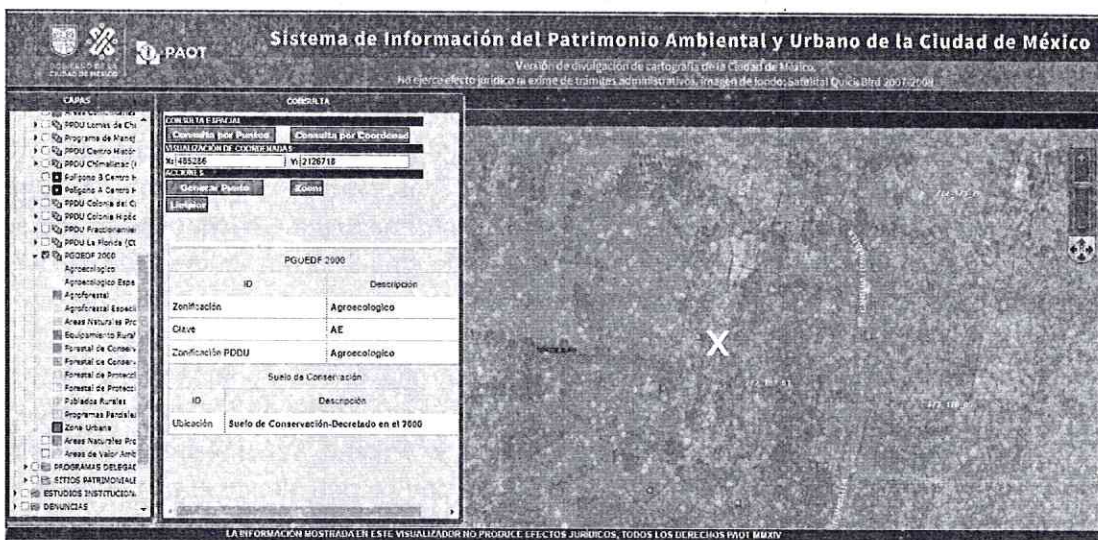 GOBIERNO DE LA
CIUDAD DE MÉXICO
PAOT
Sistema de Información del Patrimonio Ambiental y Urbano de la Ciudad de México
Versión de divulgación de cartografía de la Ciudad de México.
No ejerce efecto jurídico ni exime de trámites administrativos, imagen de fondo: Satelital Quick Bird 2007-2008
CAPAS
PPDU Lomas de Ch
Programa de Manej
PPDU Centro Histór
PPDU Chimalistac (
Polígono B Centro H
Polígono A Centro H
PPDU Colonia del C
PPDU Colonia Hipóc
PPDU Fraccionamie
PPDU La Florida (Cl
PGOEDF 2000
Agroecologico
Agroecologico Espe
Agroforestal
Agroforestal Especi
Areas Naturales Prc
Equipamiento Rural
Forestal de Conserv
Forestal de Conserv
Forestal de Protecci
Forestal de Protecci
Poblados Rurales
Programas Parciales
Zona Urbana
Areas Naturales Pro
Areas de Valor Amb
PROGRAMAS DELEGAC
SITIOS PATRIMONIALE
ESTUDIOS INSTITUCION
DENUNCIAS
CONSULTA
CONSULTA ESPACIAL
Consulta por Puntos Consulta por Coordenad
VISUALIZACIÓN DE COORDENADAS
X: 485286 Y: 2126718
ACCIONES
Generar Punto Zoom
Limpiar
PGOEDF 2000
ID Descripción
Zonificación Agroecologico
Clave AE
Zonificación PDDU Agroecologico
Suelo de Conservación
ID Descripción
Ubicación Suelo de Conservación-Decretado en el 2000
X
LA INFORMACIÓN MOSTRADA EN ESTE VISUALIZADOR NO PRODUCE EFECTOS JURÍDICOS, TODOS LOS DERECHOS PAOT MMXIV